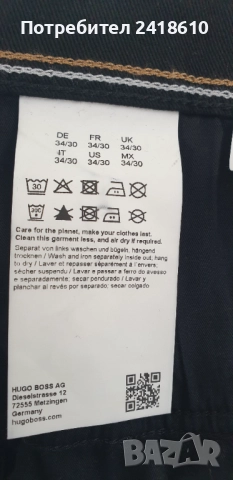 Потребител 2418610
DE FR UK
34/30 34/30 34/30
IT US MX
34/30 34/30 34/30
30
Care for the planet, make your clothes last.
Clean this garment less, and air dry if required.
Separat von links waschen und bügeln, hängend
trocknen / Wash and iron separately inside out, hang
to dry / Laver et repasser séparément à l'envers;
sécher suspendu / Lavare e passare a ferro da rovescio
e separatamente; secar pendurado / Lavar y
planchar al revés por separado, secar colgado
HUGO BOSS AG
Dieselstrasse 12
72555 Metzingen
Germany
hugoboss.com
BAZAR